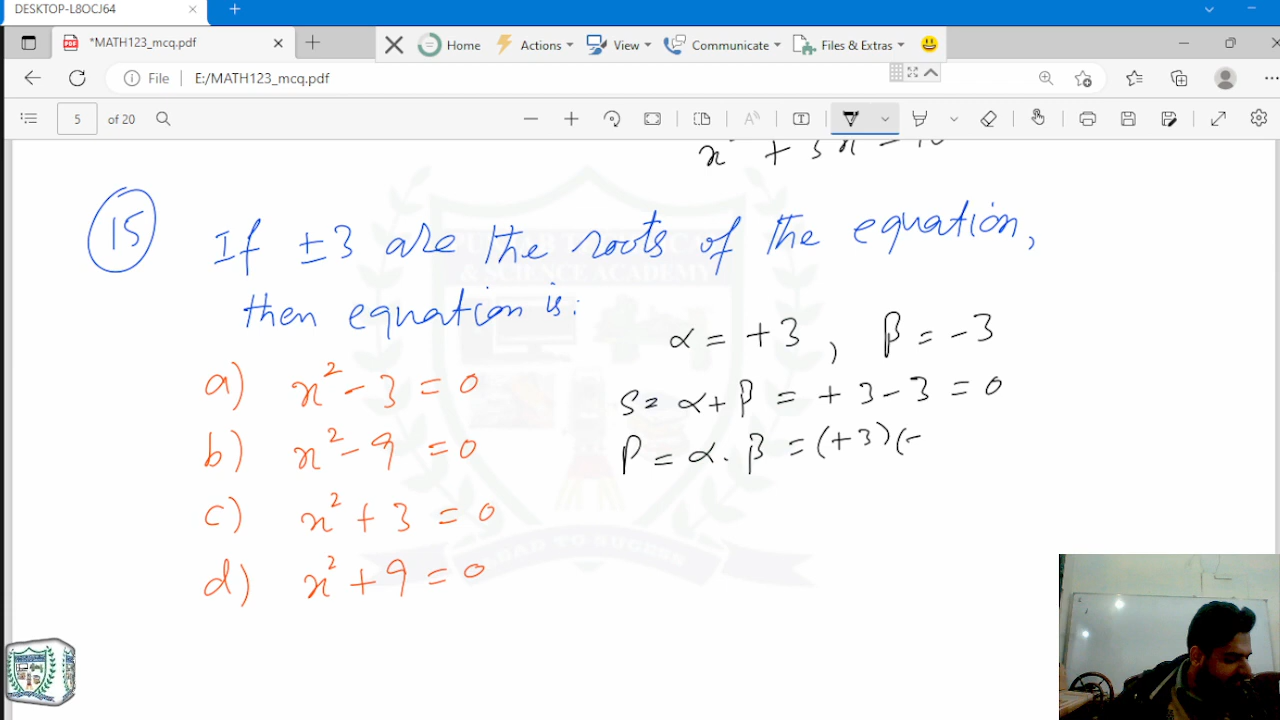 DESKTOP-L8OCJ64
*MATH123_mcq.pdf
Home Actions View Communicate Files & Extras
File E:/MATH123_mcq.pdf
5 of 20
15 If ±3 are the roots of the equation,
then equation is:
a) x² - 3 = 0
b) x² - 9 = 0
c) x² + 3 = 0
d) x² + 9 = 0
α = +3 , β = -3
S = α + β = +3 - 3 = 0
P = α . β = (+3)(-
& SCIENCE ACADEMY